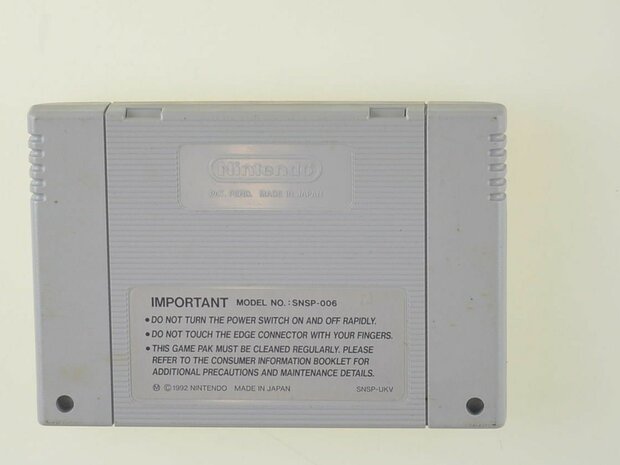 Nintendo
PAT. PEND. MADE IN JAPAN
IMPORTANT MODEL NO. : SNSP-006
● DO NOT TURN THE POWER SWITCH ON AND OFF RAPIDLY.
● DO NOT TOUCH THE EDGE CONNECTOR WITH YOUR FINGERS.
● THIS GAME PAK MUST BE CLEANED REGULARLY. PLEASE
REFER TO THE CONSUMER INFORMATION BOOKLET FOR
ADDITIONAL PRECAUTIONS AND MAINTENANCE DETAILS.
Ⓜ ©1992 NINTENDO MADE IN JAPAN SNSP-UKV